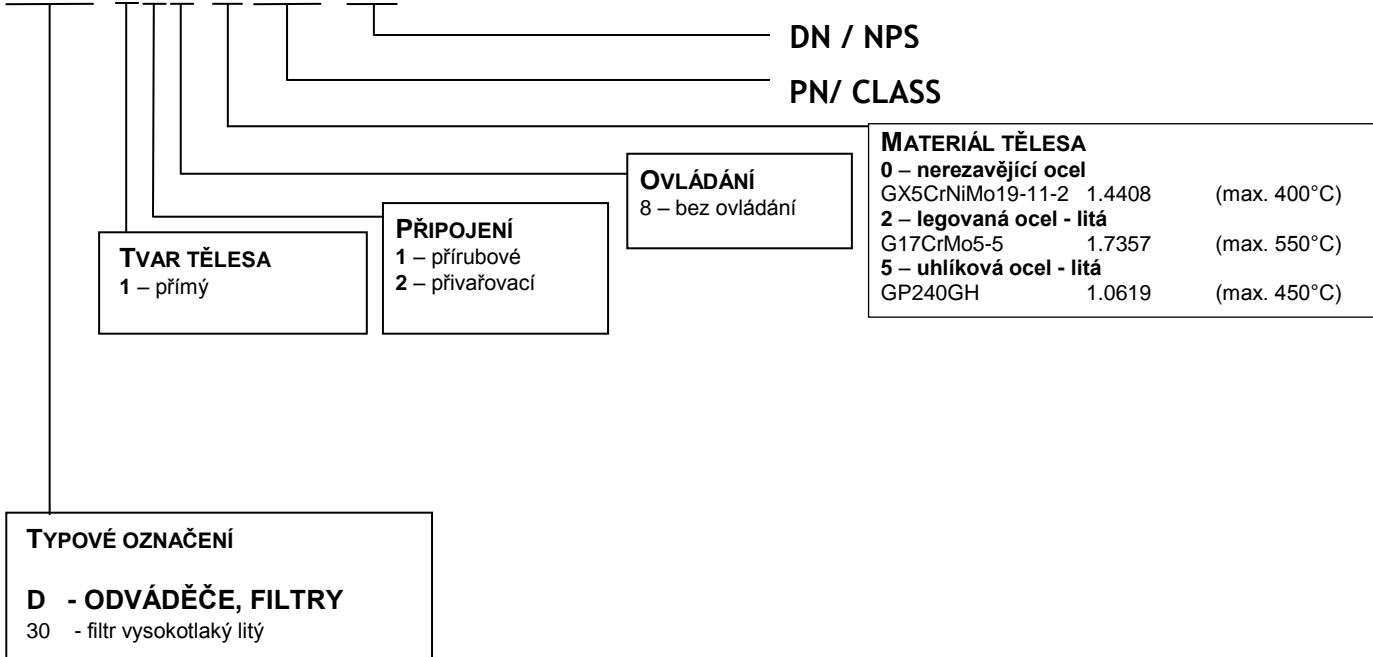 DN / NPS
PN/ CLASS
MATERIÁL TĚLESA
0 – nerezavějící ocel
GX5CrNiMo19-11-2 1.4408 (max. 400°C)
2 – legovaná ocel - litá
G17CrMo5-5 1.7357 (max. 550°C)
5 – uhlíková ocel - litá
GP240GH 1.0619 (max. 450°C)
OVLÁDÁNÍ
8 – bez ovládání
PŘIPOJENÍ
1 – přírubové
2 – přivařovací
TVAR TĚLESA
1 – přímý
TYPOVÉ OZNAČENÍ
D - ODVÁDĚČE, FILTRY
30 - filtr vysokotlaký litý